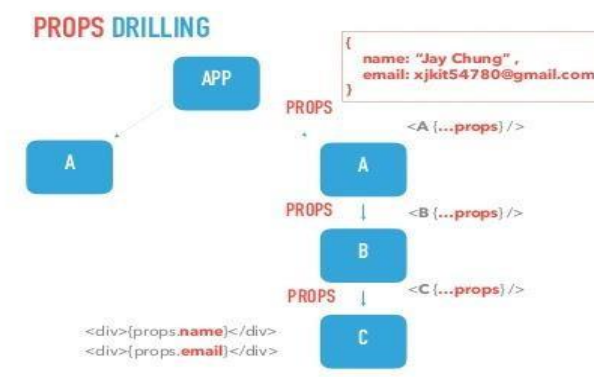 PROPS DRILLING
{
name: "Jay Chung" ,
email: xjkit54780@gmail.com
}
APP
PROPS
<A {...props} />
A
A
PROPS
<B {...props} />
B
PROPS
<C {...props} />
<div>{props.name}</div>
<div>{props.email}</div>
C